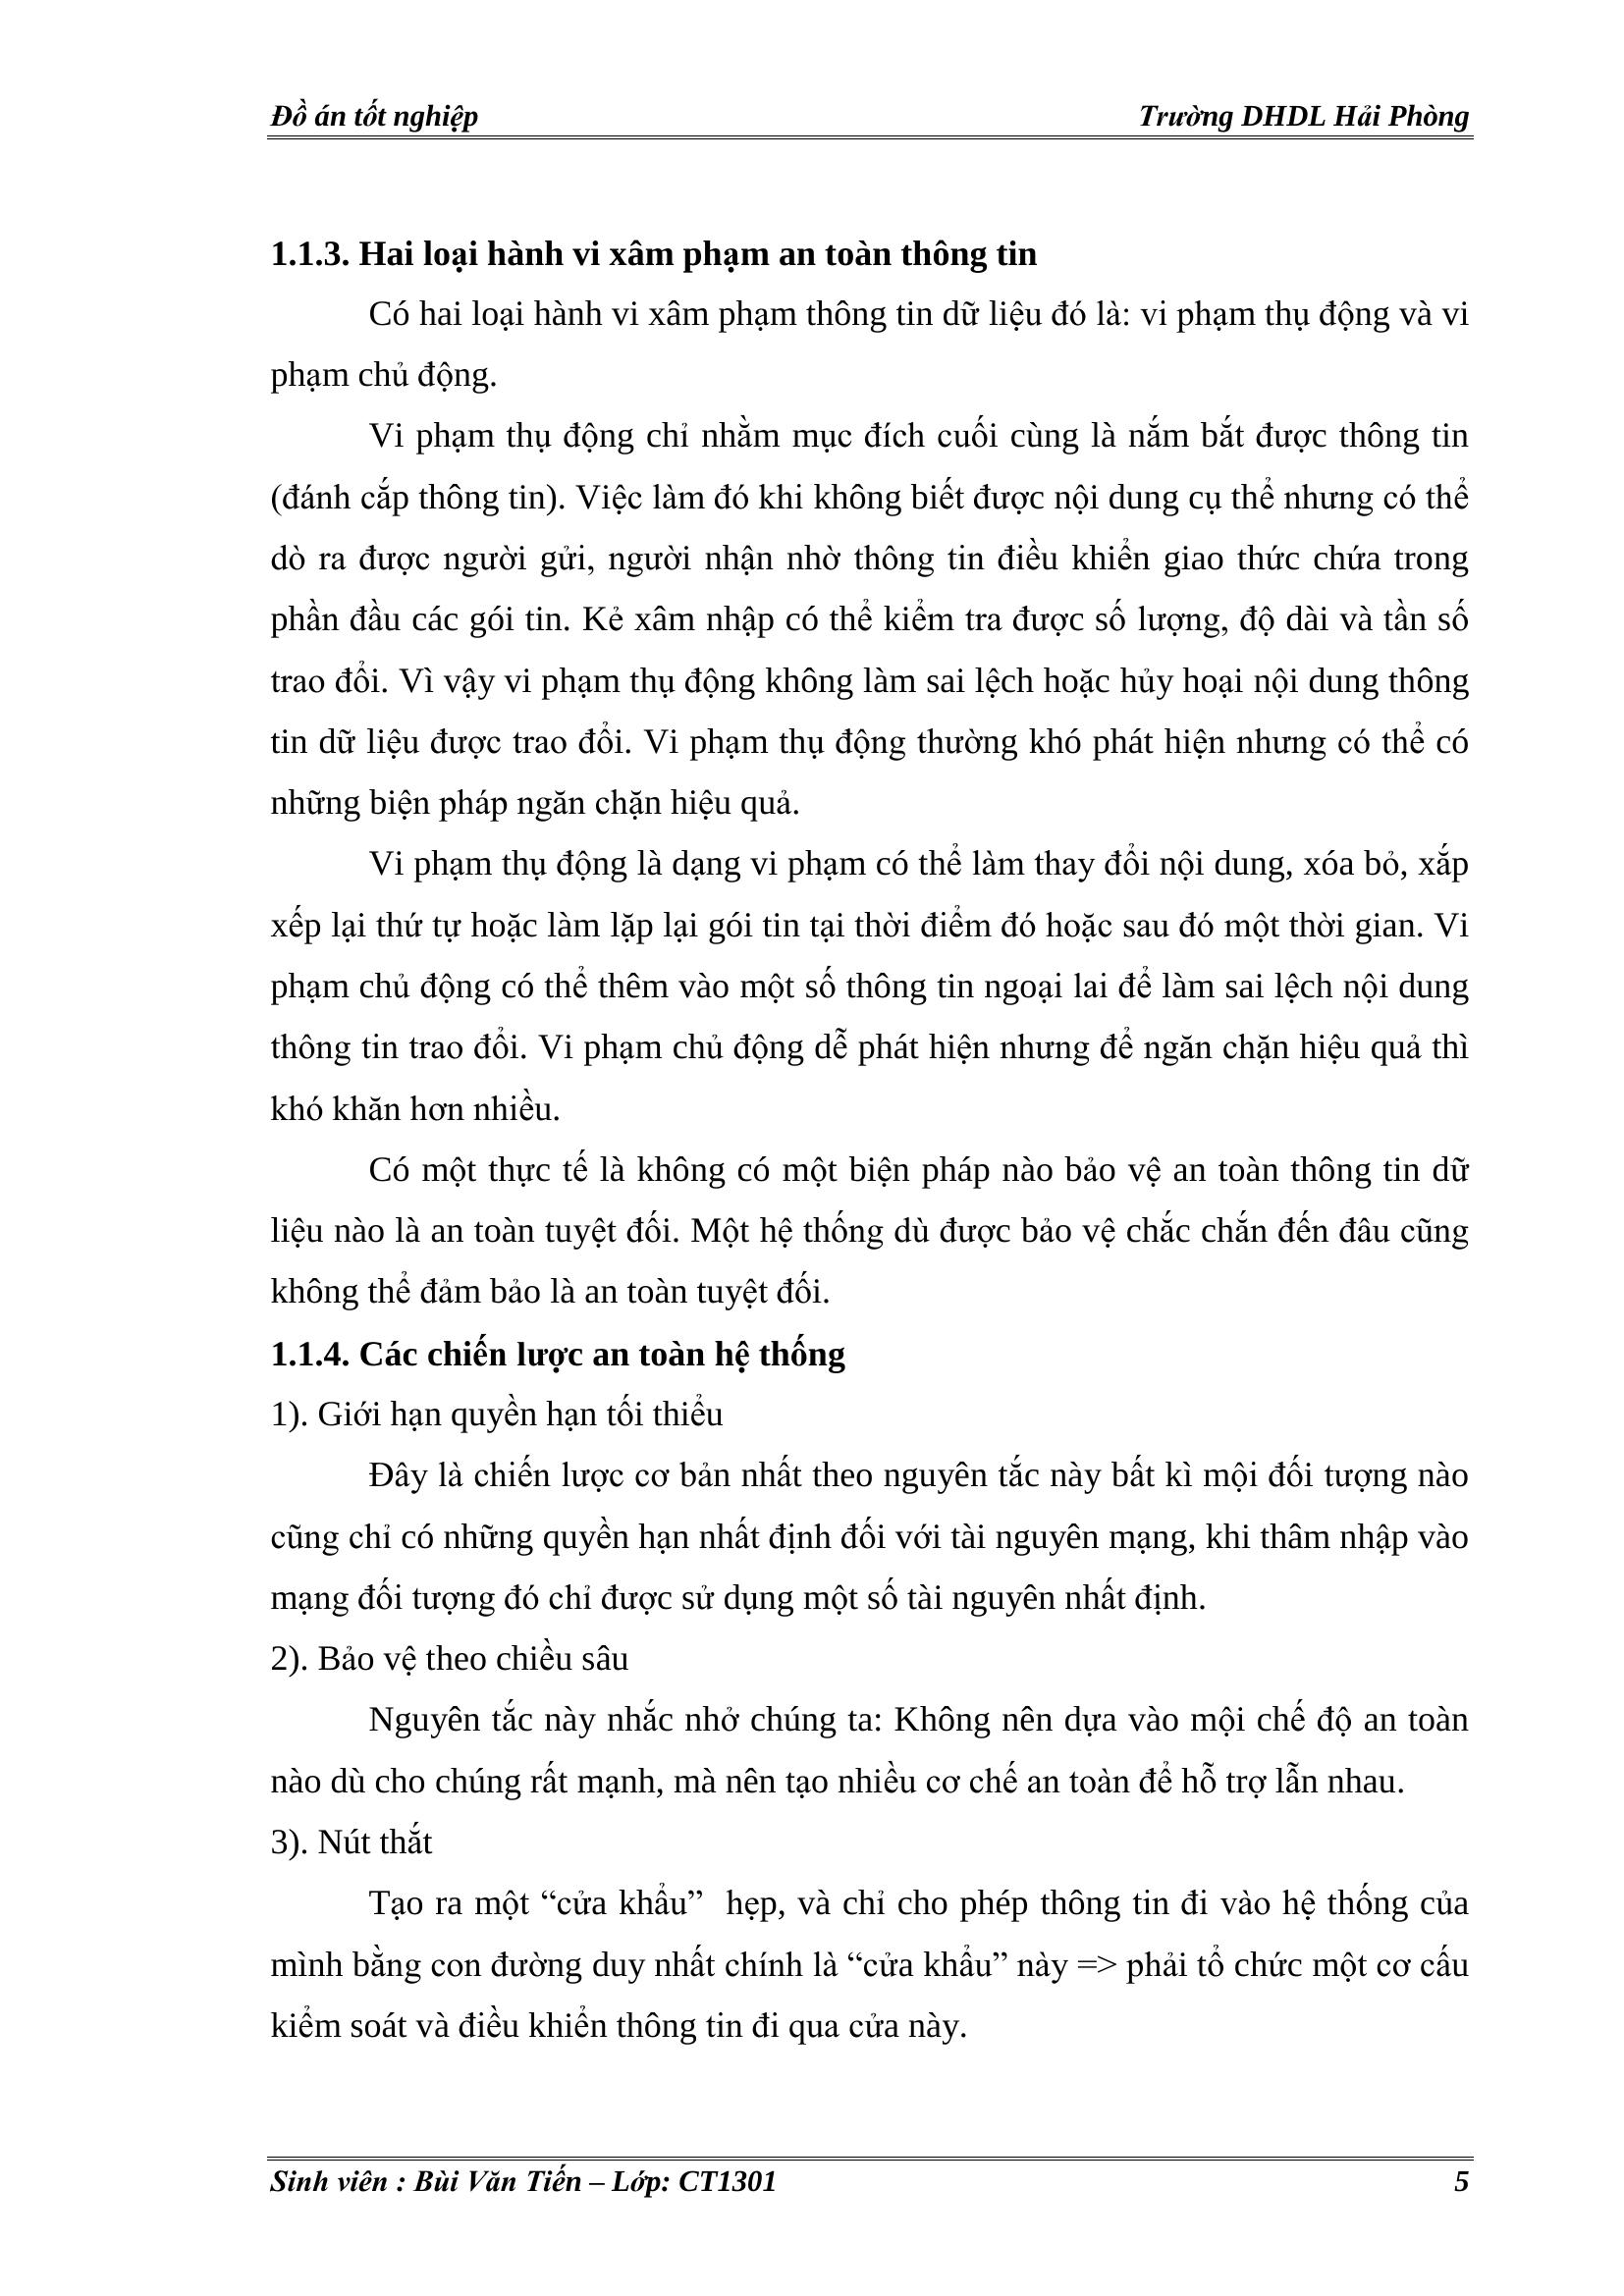 Đồ án tốt nghiệp Trường DHDL Hải Phòng
1.1.3. Hai loại hành vi xâm phạm an toàn thông tin
Có hai loại hành vi xâm phạm thông tin dữ liệu đó là: vi phạm thụ động và vi
phạm chủ động.
Vi phạm thụ động chỉ nhằm mục đích cuối cùng là nắm bắt được thông tin
(đánh cắp thông tin). Việc làm đó khi không biết được nội dung cụ thể nhưng có thể
dò ra được người gửi, người nhận nhờ thông tin điều khiển giao thức chứa trong
phần đầu các gói tin. Kẻ xâm nhập có thể kiểm tra được số lượng, độ dài và tần số
trao đổi. Vì vậy vi phạm thụ động không làm sai lệch hoặc hủy hoại nội dung thông
tin dữ liệu được trao đổi. Vi phạm thụ động thường khó phát hiện nhưng có thể có
những biện pháp ngăn chặn hiệu quả.
Vi phạm thụ động là dạng vi phạm có thể làm thay đổi nội dung, xóa bỏ, xắp
xếp lại thứ tự hoặc làm lặp lại gói tin tại thời điểm đó hoặc sau đó một thời gian. Vi
phạm chủ động có thể thêm vào một số thông tin ngoại lai để làm sai lệch nội dung
thông tin trao đổi. Vi phạm chủ động dễ phát hiện nhưng để ngăn chặn hiệu quả thì
khó khăn hơn nhiều.
Có một thực tế là không có một biện pháp nào bảo vệ an toàn thông tin dữ
liệu nào là an toàn tuyệt đối. Một hệ thống dù được bảo vệ chắc chắn đến đâu cũng
không thể đảm bảo là an toàn tuyệt đối.
1.1.4. Các chiến lược an toàn hệ thống
1). Giới hạn quyền hạn tối thiểu
Đây là chiến lược cơ bản nhất theo nguyên tắc này bất kì mội đối tượng nào
cũng chỉ có những quyền hạn nhất định đối với tài nguyên mạng, khi thâm nhập vào
mạng đối tượng đó chỉ được sử dụng một số tài nguyên nhất định.
2). Bảo vệ theo chiều sâu
Nguyên tắc này nhắc nhở chúng ta: Không nên dựa vào mội chế độ an toàn
nào dù cho chúng rất mạnh, mà nên tạo nhiều cơ chế an toàn để hỗ trợ lẫn nhau.
3). Nút thắt
Tạo ra một “cửa khẩu”  hẹp, và chỉ cho phép thông tin đi vào hệ thống của
mình bằng con đường duy nhất chính là “cửa khẩu” này => phải tổ chức một cơ cấu
kiểm soát và điều khiển thông tin đi qua cửa này.
Sinh viên : Bùi Văn Tiến – Lớp: CT1301 5